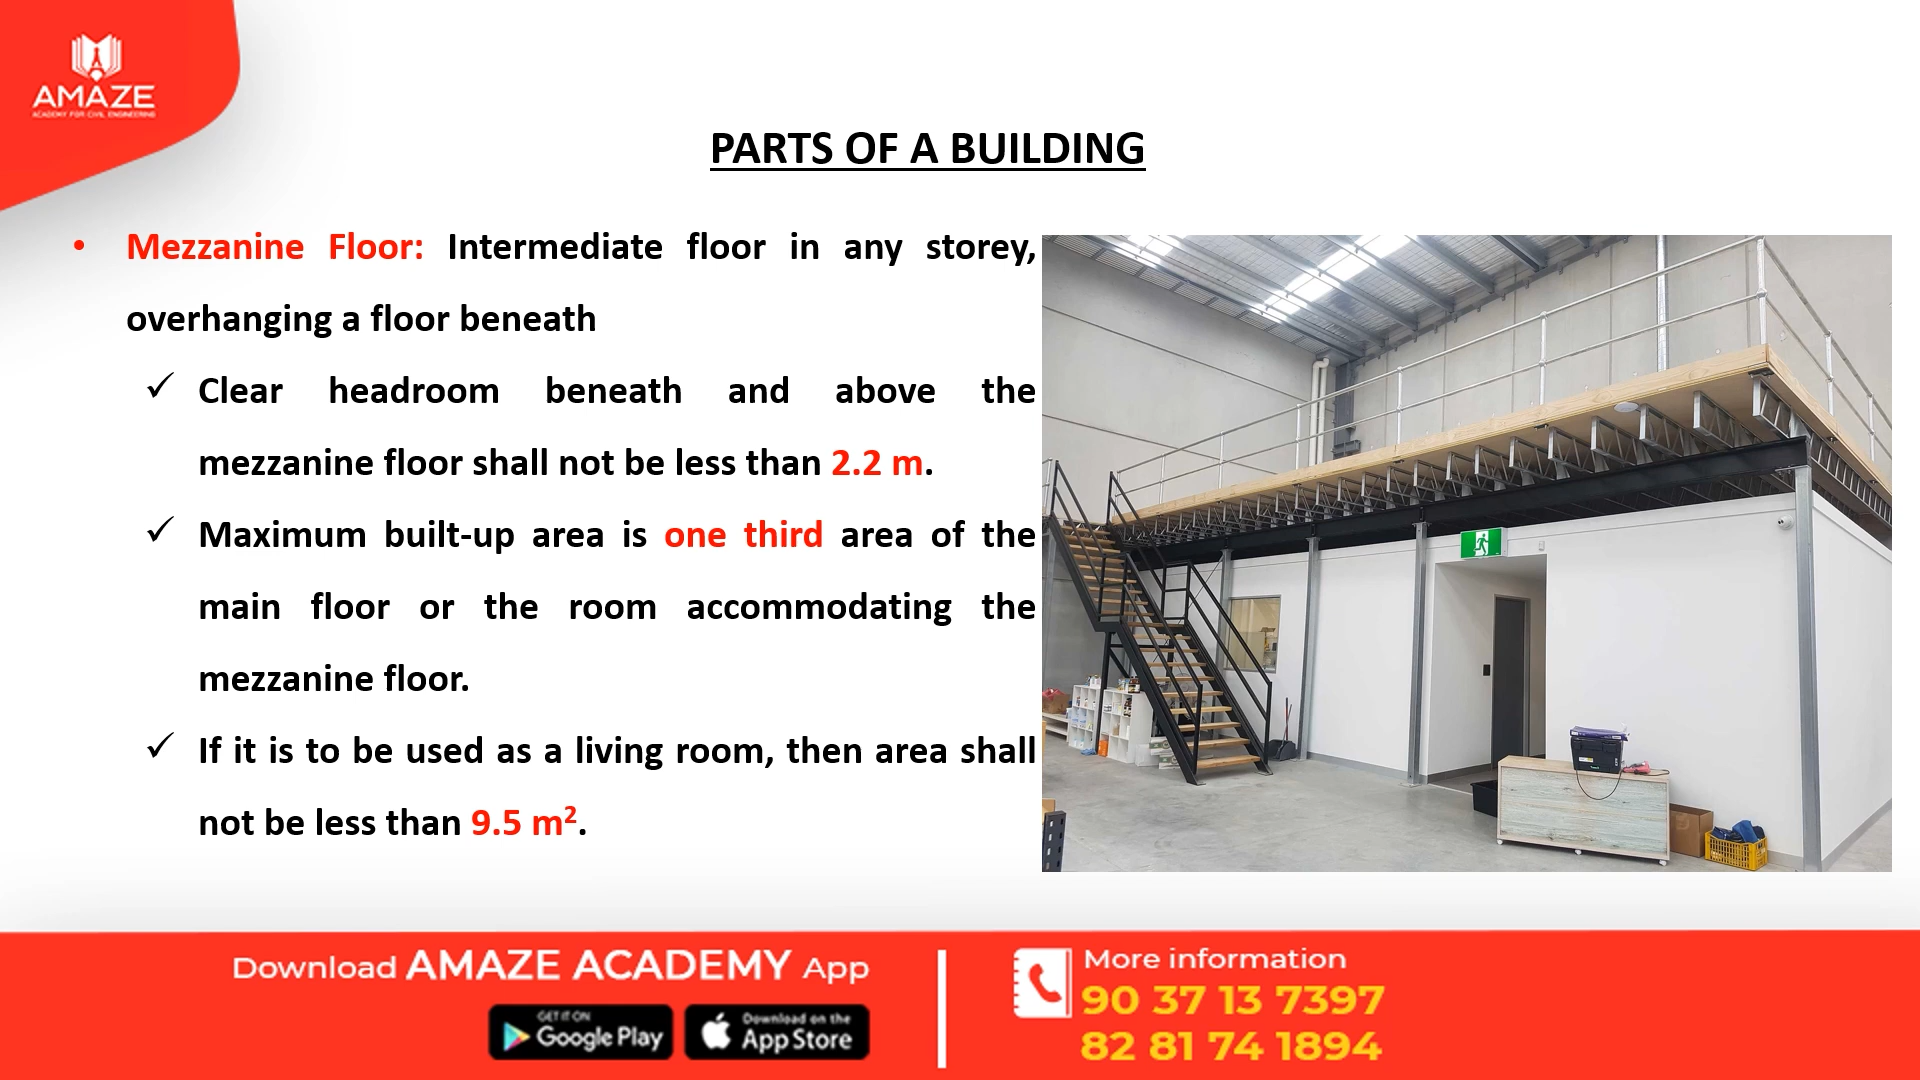 AMAZE
ACADEMY FOR CIVIL ENGINEERING
PARTS OF A BUILDING
• Mezzanine Floor: Intermediate floor in any storey,
overhanging a floor beneath
✓ Clear headroom beneath and above the
mezzanine floor shall not be less than 2.2 m.
✓ Maximum built-up area is one third area of the
main floor or the room accommodating the
mezzanine floor.
✓ If it is to be used as a living room, then area shall
not be less than 9.5 m².
Download AMAZE ACADEMY App
GET IT ON
Google Play
Download on the
App Store
More information
90 37 13 7397
82 81 74 1894